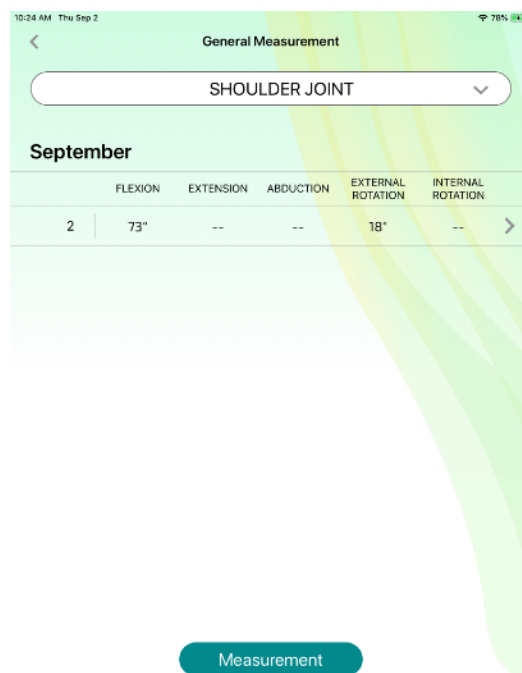 10:24 AM Thu Sep 2 78%
General Measurement
SHOULDER JOINT
September
FLEXION EXTENSION ABDUCTION EXTERNAL ROTATION INTERNAL ROTATION
2 73° -- -- 18° --
Measurement